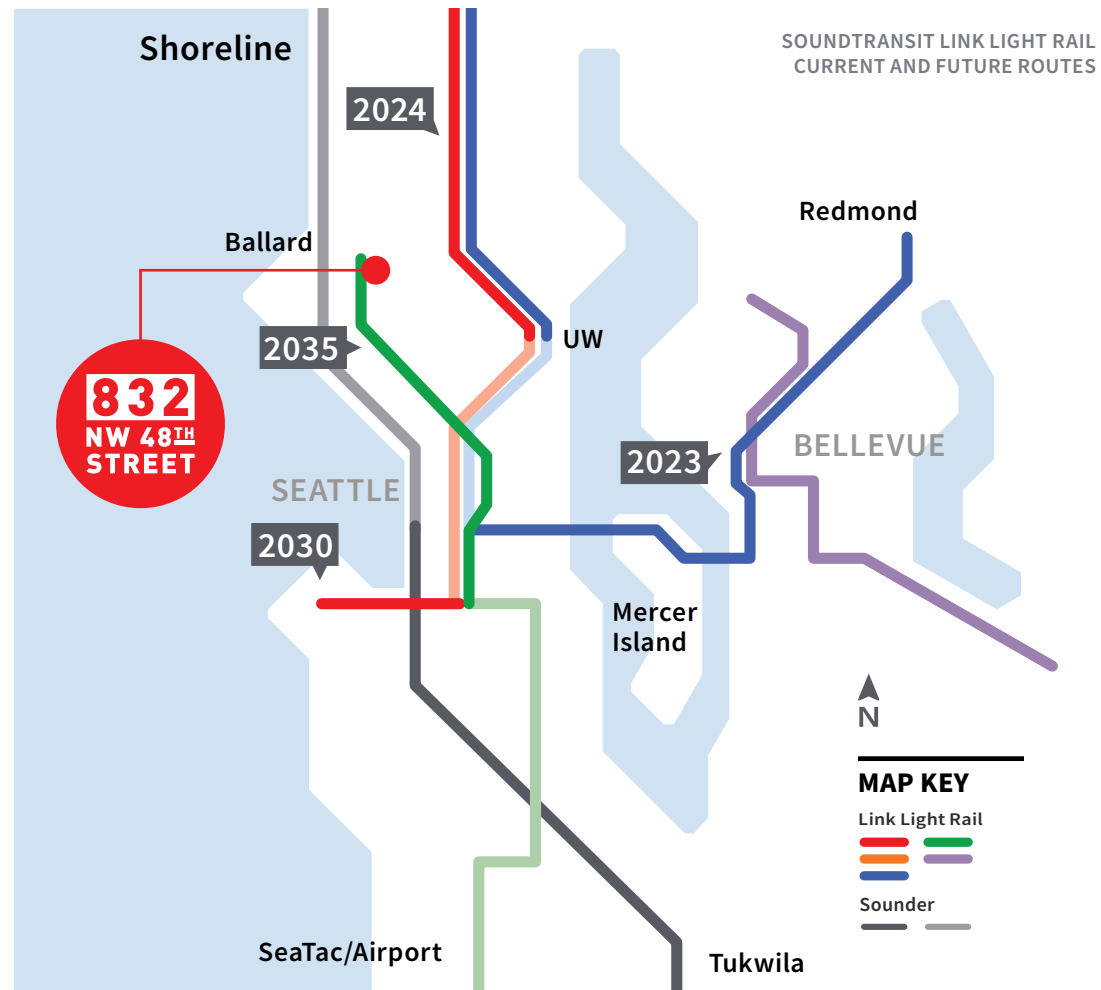 Shoreline
SOUNDTRANSIT LINK LIGHT RAIL
CURRENT AND FUTURE ROUTES
2024
Redmond
Ballard
2035
UW
832
NW 48TH
STREET
BELLEVUE
2023
SEATTLE
2030
Mercer
Island
N
MAP KEY
Link Light Rail
Sounder
SeaTac/Airport
Tukwila